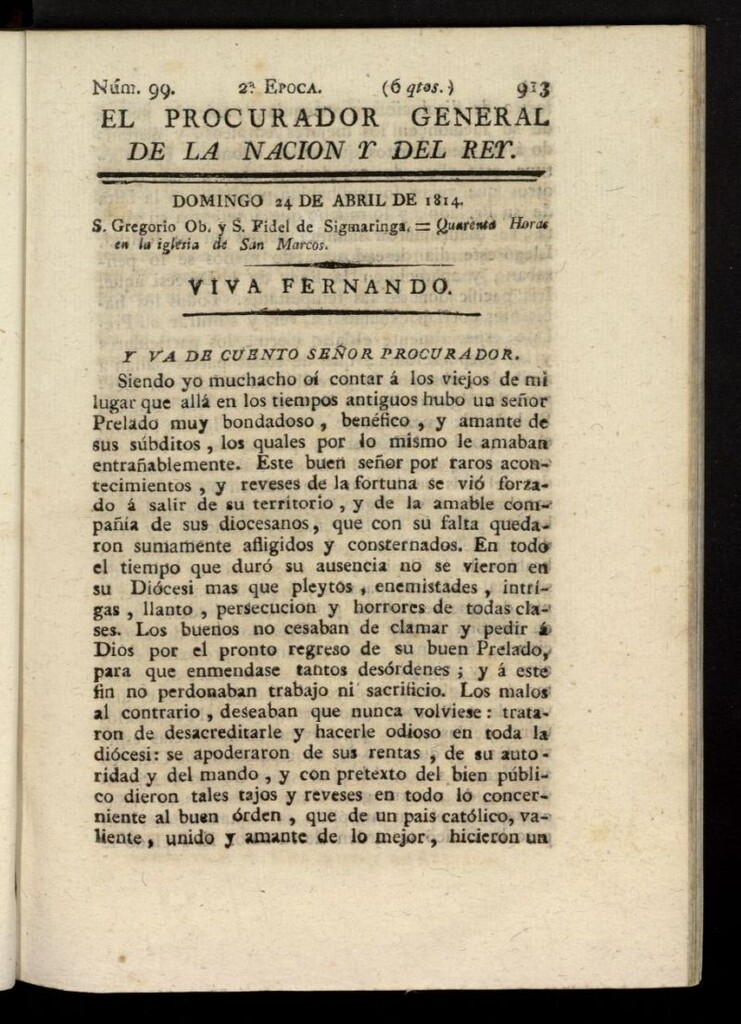 Núm. 99. 2.ª EPOCA. (6 qtos.) 913
EL PROCURADOR GENERAL
DE LA NACION Y DEL REY.
DOMINGO 24 DE ABRIL DE 1814.
S. Gregorio Ob. y S. Fidel de Sigmaringa. = Quarenta Horas
en la iglesia de San Marcos.
VIVA FERNANDO.
Y VA DE CUENTO SEÑOR PROCURADOR.
Siendo yo muchacho oí contar á los viejos de mi
lugar que allá en los tiempos antiguos hubo un señor
Prelado muy bondadoso, benéfico, y amante de
sus súbditos, los quales por lo mismo le amaban
entrañablemente. Este buen señor por raros acon-
tecimientos, y reveses de la fortuna se vió forza-
do á salir de su territorio, y de la amable com-
pañia de sus diocesanos, que con su falta queda-
ron sumamente afligidos y consternados. En todo
el tiempo que duró su ausencia no se vieron en
su Diócesi mas que pleytos, enemistades, intri-
gas, llanto, persecucion y horrores de todas cla-
ses. Los buenos no cesaban de clamar y pedir á
Dios por el pronto regreso de su buen Prelado,
para que enmendase tantos desórdenes; y á este
fin no perdonaban trabajo ni sacrificio. Los malos
al contrario, deseaban que nunca volviese: trata-
ron de desacreditarle y hacerle odioso en toda la
diócesi: se apoderaron de sus rentas, de su auto-
ridad y del mando, y con pretexto del bien públi-
co dieron tales tajos y reveses en todo lo concer-
niente al buen órden, que de un pais católico, va-
liente, unido y amante de lo mejor, hicieron un